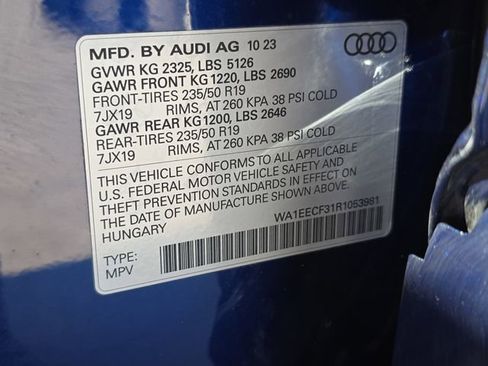 MFD. BY AUDI AG 10 23
GVWR KG 2325, LBS 5126
GAWR FRONT KG 1220, LBS 2690
FRONT-TIRES 235/50 R19
7JX19 RIMS, AT 260 KPA 38 PSI COLD
GAWR REAR KG1200, LBS 2646
REAR-TIRES 235/50 R19
7JX19 RIMS, AT 260 KPA 38 PSI COLD
THIS VEHICLE CONFORMS TO ALL APPLICABLE
U.S. FEDERAL MOTOR VEHICLE SAFETY AND
THEFT PREVENTION STANDARDS IN EFFECT ON
THE DATE OF MANUFACTURE SHOWN ABOVE
HUNGARY WA1EECF31R1053981
TYPE:
MPV